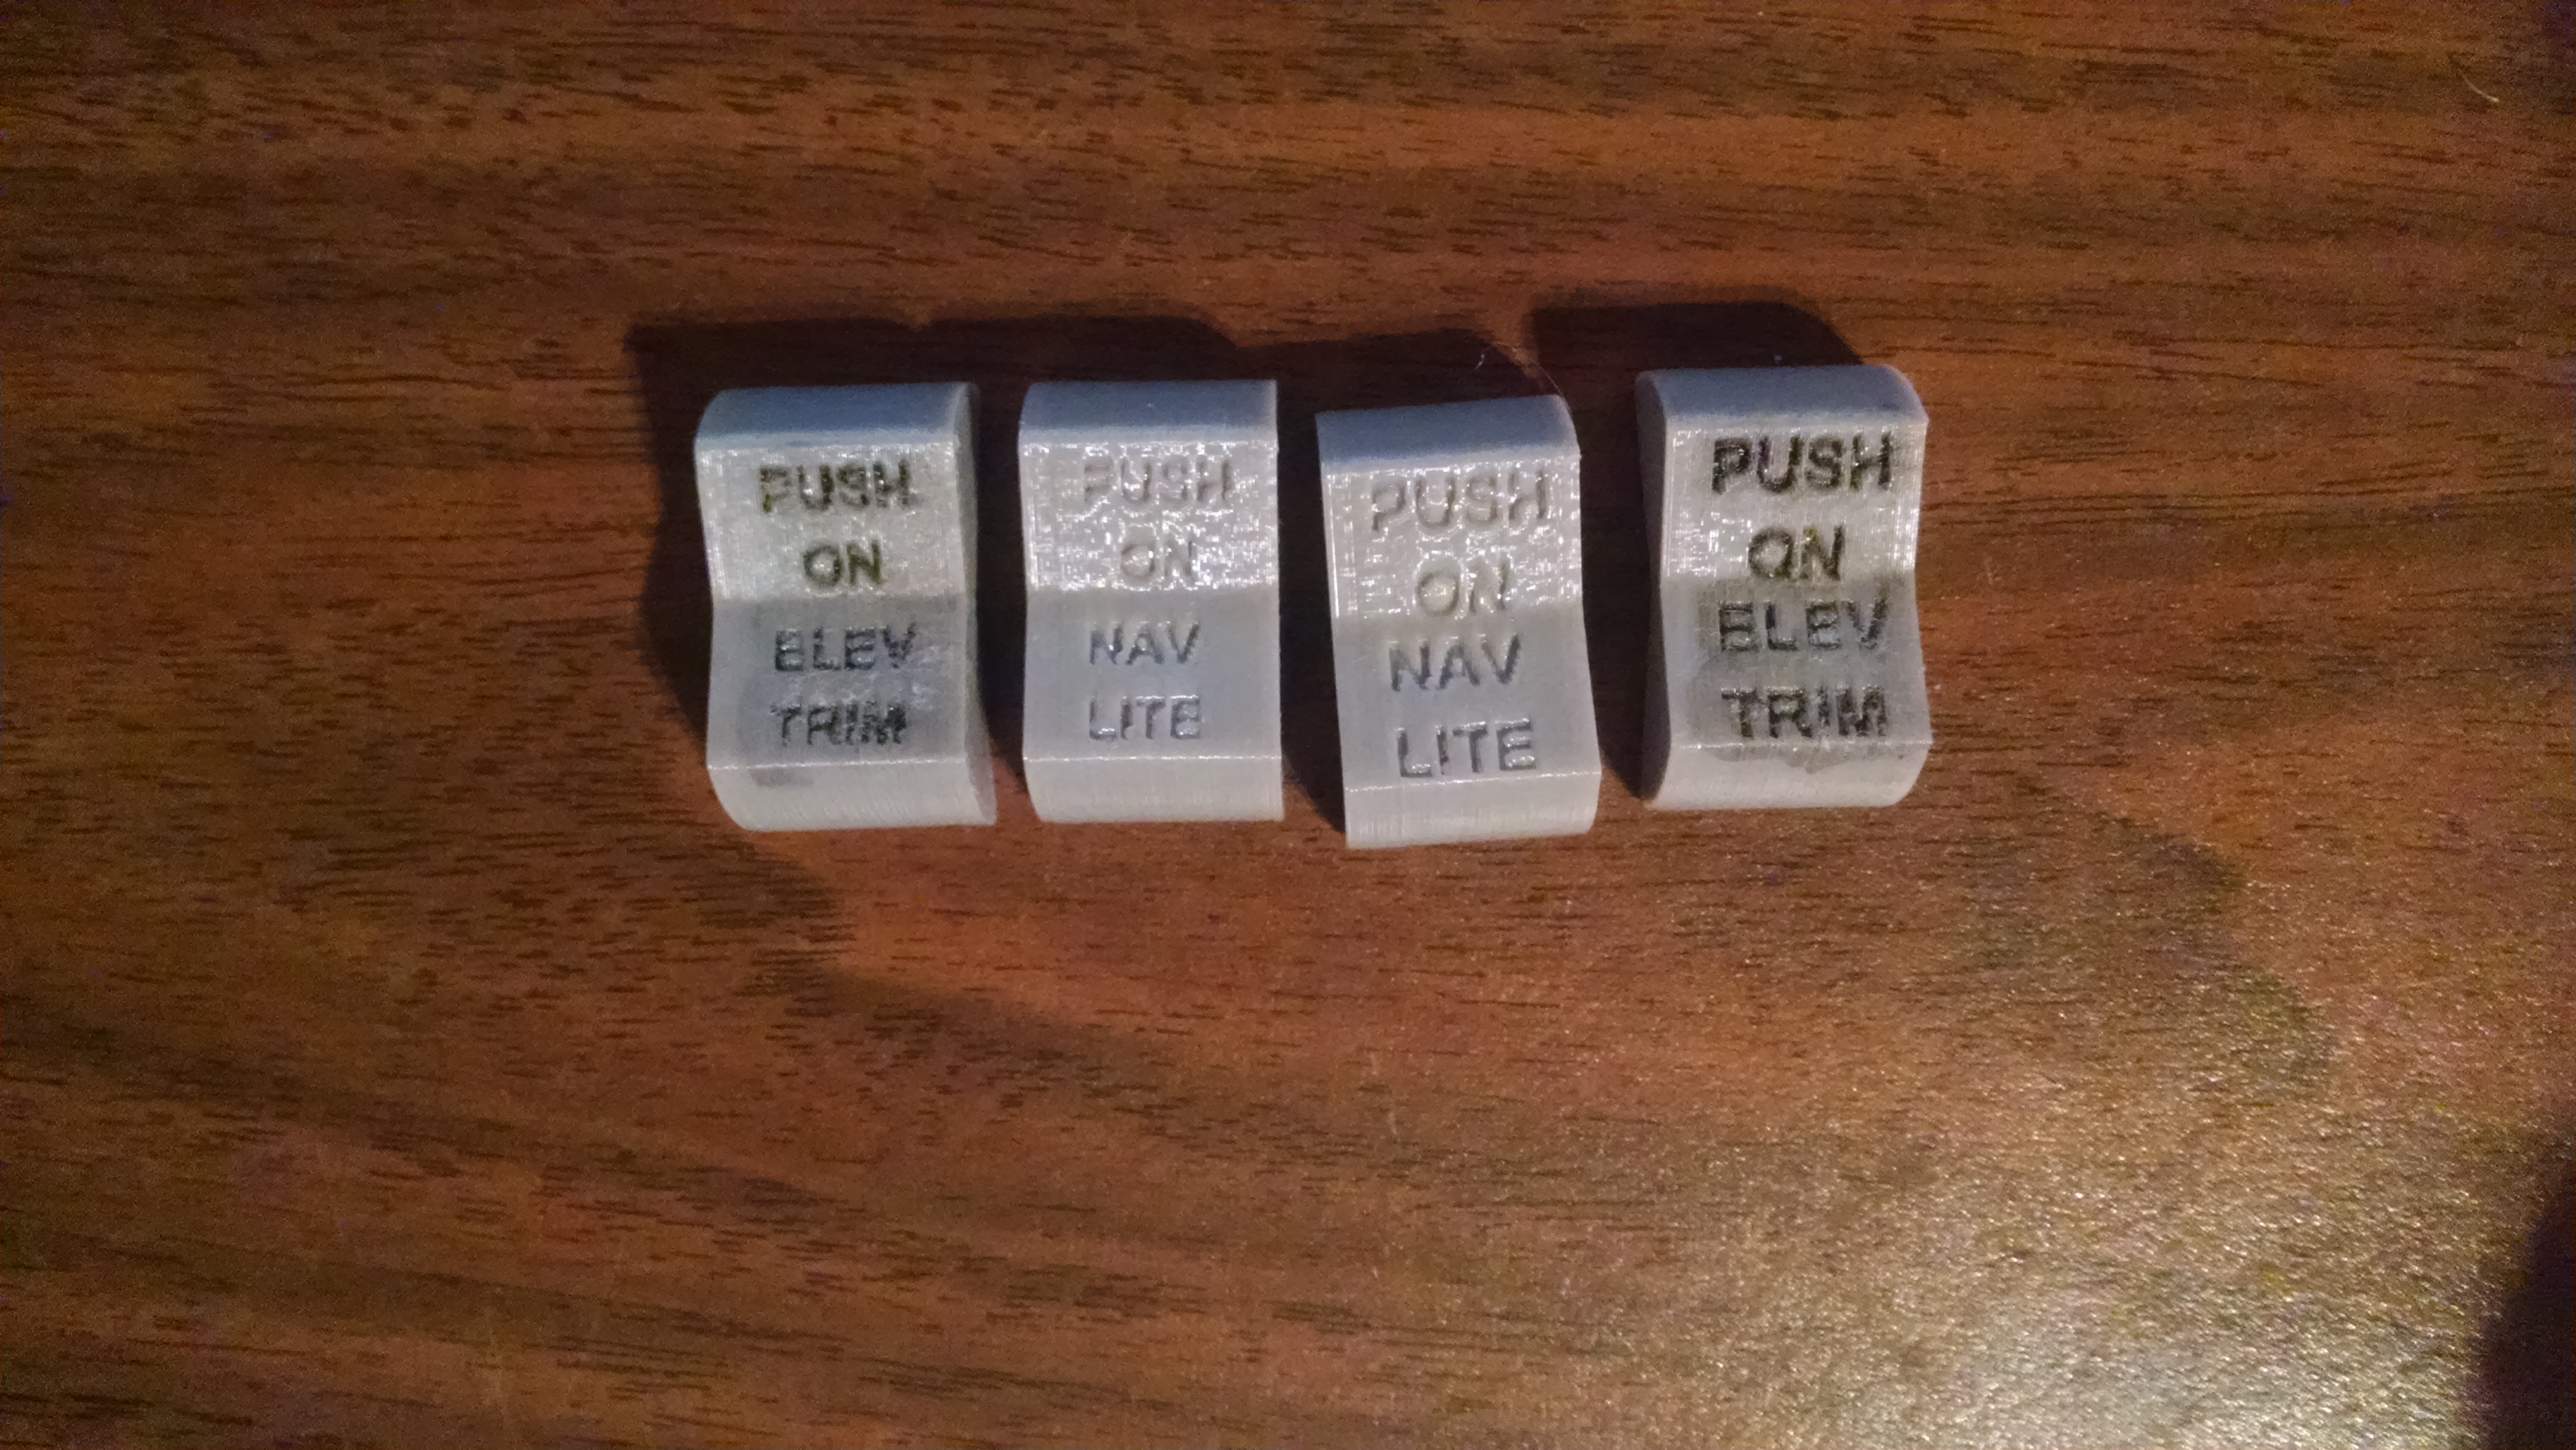 PUSH
ON
ELEV
TRIM
PUSH
ON
NAV
LITE
PUSH
ON
NAV
LITE
PUSH
ON
ELEV
TRIM